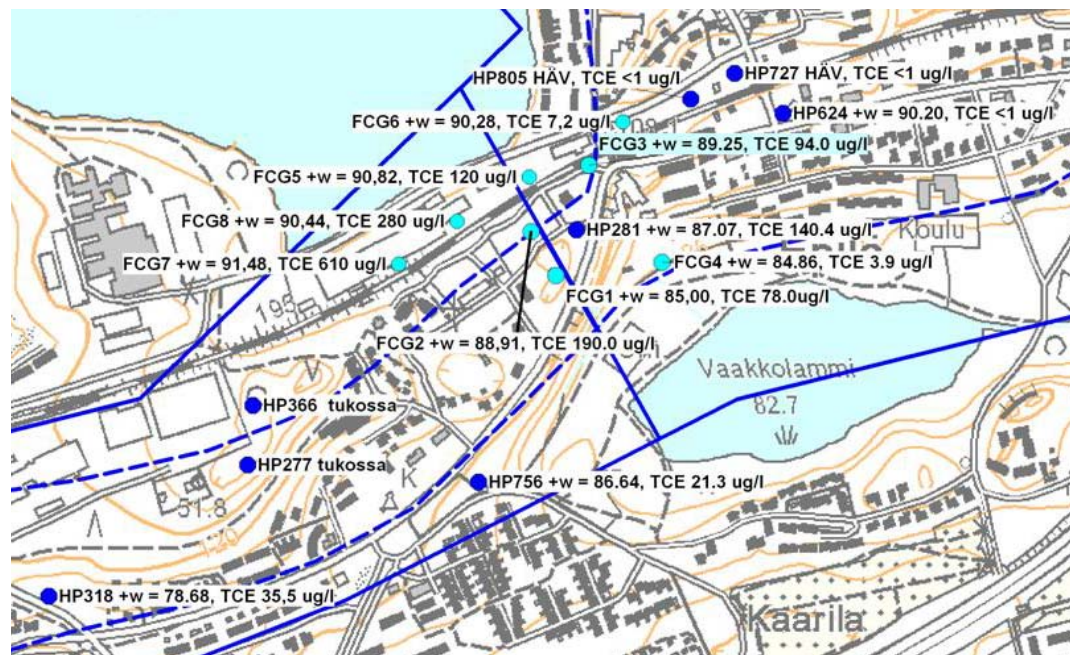 HP805 HÄV, TCE <1 ug/l
HP727 HÄV, TCE <1 ug/l
FCG6 +w = 90,28, TCE 7,2 ug/l
HP624 +w = 90.20, TCE <1 ug/l
FCG3 +w = 89.25, TCE 94.0 ug/l
FCG5 +w = 90,82, TCE 120 ug/l
FCG8 +w = 90,44, TCE 280 ug/l
HP281 +w = 87.07, TCE 140.4 ug/l
Koulu
FCG7 +w = 91,48, TCE 610 ug/l
FCG4 +w = 84.86, TCE 3.9 ug/l
FCG1 +w = 85,00, TCE 78.0ug/l
195
FCG2 +w = 88,91, TCE 190.0 ug/l
Vaakkolammi
82.7
HP366 tukossa
HP277 tukossa
K
HP756 +w = 86.64, TCE 21.3 ug/l
51.8
HP318 +w = 78.68, TCE 35,5 ug/l
Kaarila